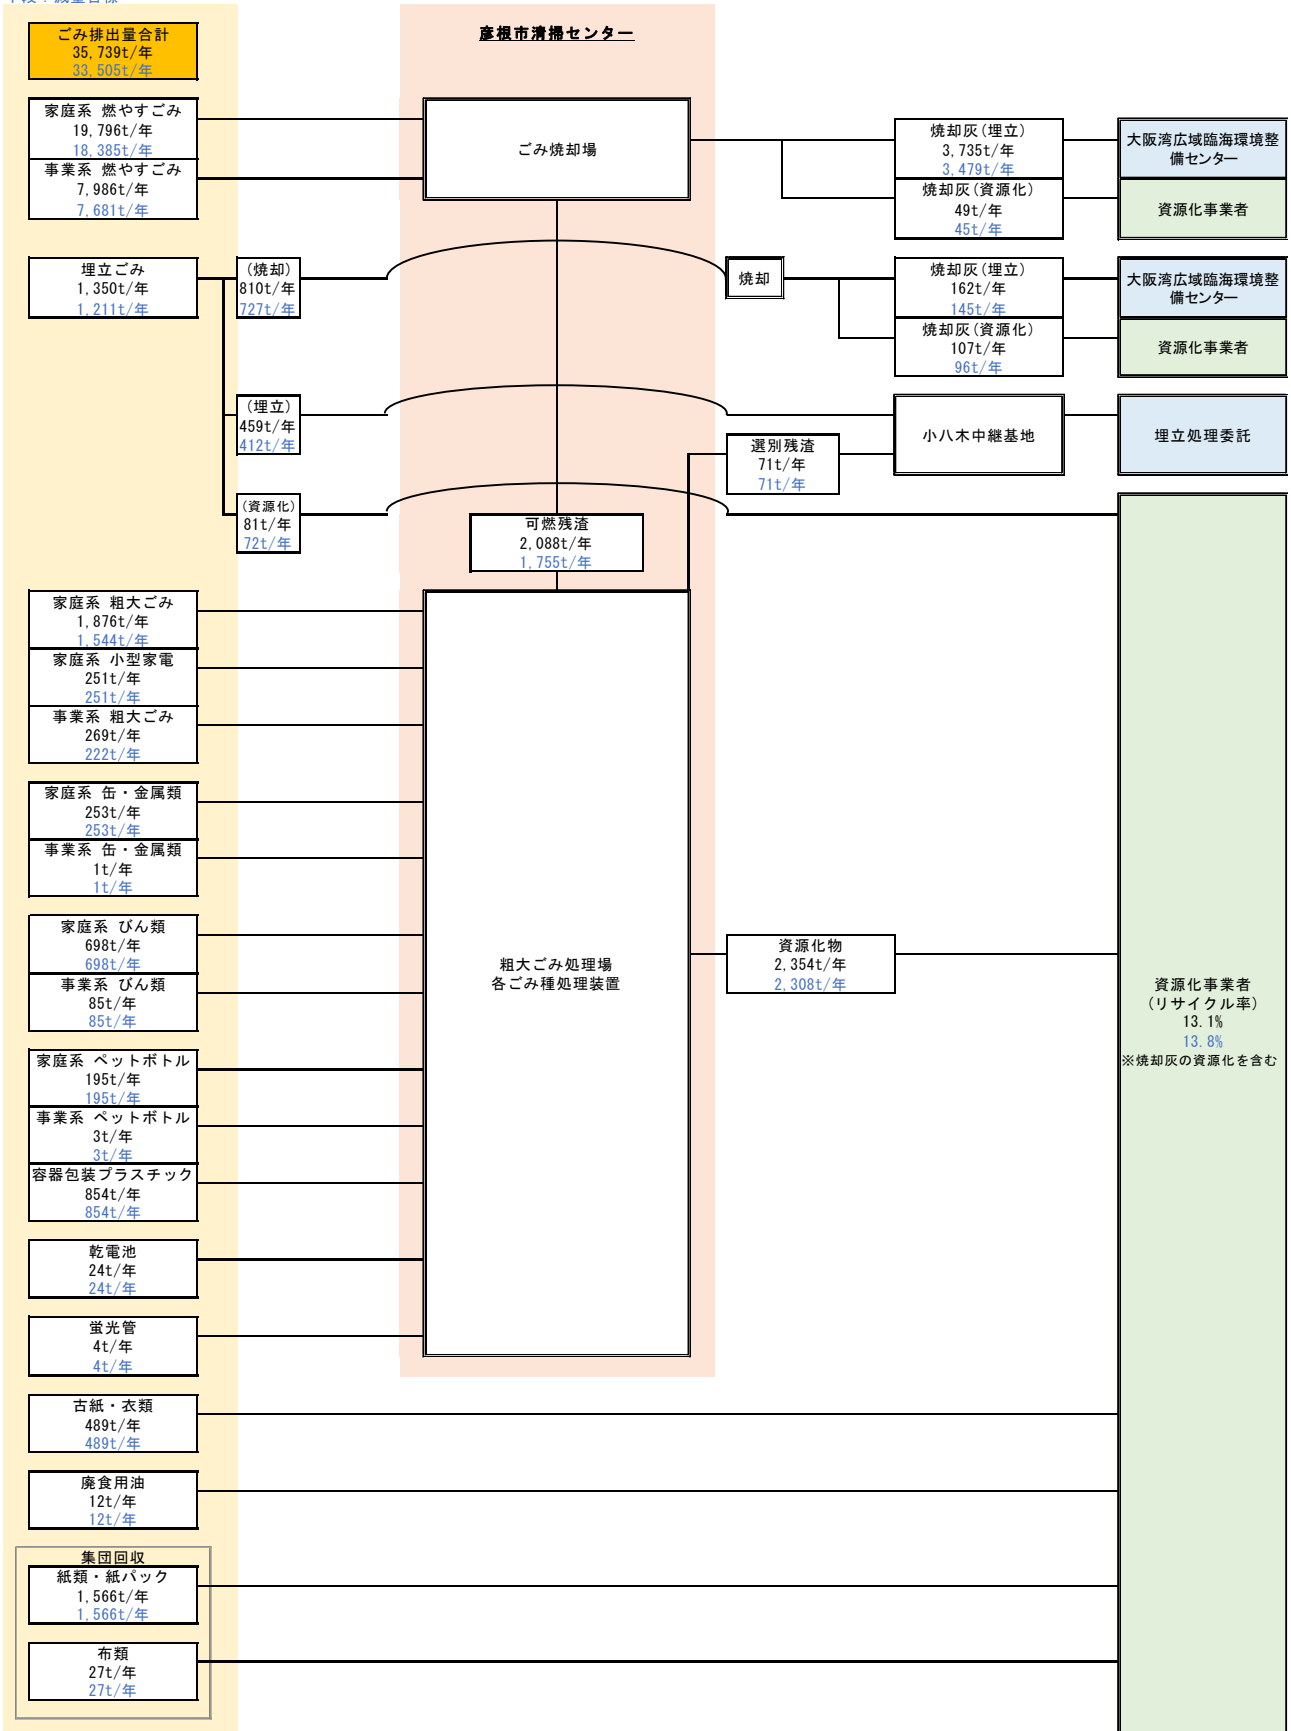 ごみ排出量合計
35,739t/年
33,505t/年
彦根市清掃センター
家庭系 燃やすごみ
19,796t/年
18,385t/年
事業系 燃やすごみ
7,986t/年
7,681t/年
ごみ焼却場
焼却灰(埋立)
3,735t/年
3,479t/年
大阪湾広域臨海環境整
備センター
焼却灰(資源化)
49t/年
45t/年
資源化事業者
埋立ごみ
1,350t/年
1,211t/年
(焼却)
810t/年
727t/年
焼却
焼却灰(埋立)
162t/年
145t/年
大阪湾広域臨海環境整
備センター
焼却灰(資源化)
107t/年
96t/年
資源化事業者
(埋立)
459t/年
412t/年
選別残渣
71t/年
71t/年
小八木中継基地
埋立処理委託
(資源化)
81t/年
72t/年
可燃残渣
2,088t/年
1,755t/年
家庭系 粗大ごみ
1,876t/年
1,544t/年
家庭系 小型家電
251t/年
251t/年
事業系 粗大ごみ
269t/年
222t/年
家庭系 缶・金属類
253t/年
253t/年
事業系 缶・金属類
1t/年
1t/年
家庭系 びん類
698t/年
698t/年
事業系 びん類
85t/年
85t/年
粗大ごみ処理場
各ごみ種処理装置
資源化物
2,354t/年
2,308t/年
資源化事業者
(リサイクル率)
13.1%
13.8%
※焼却灰の資源化を含む
家庭系 ペットボトル
195t/年
195t/年
事業系 ペットボトル
3t/年
3t/年
容器包装プラスチック
854t/年
854t/年
乾電池
24t/年
24t/年
蛍光管
4t/年
4t/年
古紙・衣類
489t/年
489t/年
廃食用油
12t/年
12t/年
集団回収
紙類・紙パック
1,566t/年
1,566t/年
布類
27t/年
27t/年